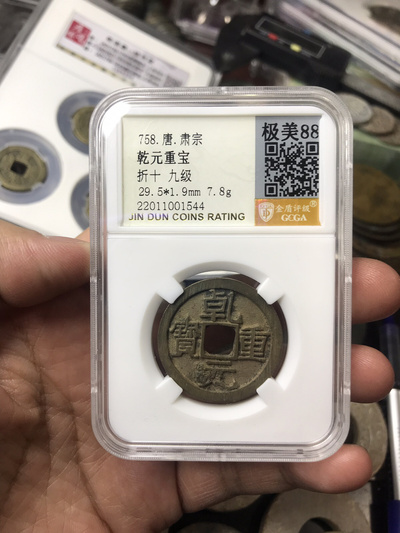 758.唐.肃宗
乾元重宝
折十 九级
29.5*1.9mm 7.8g
22011001544
JIN DUN COINS RATING
极美88
金盾评级®
GCGA
乾元重寶